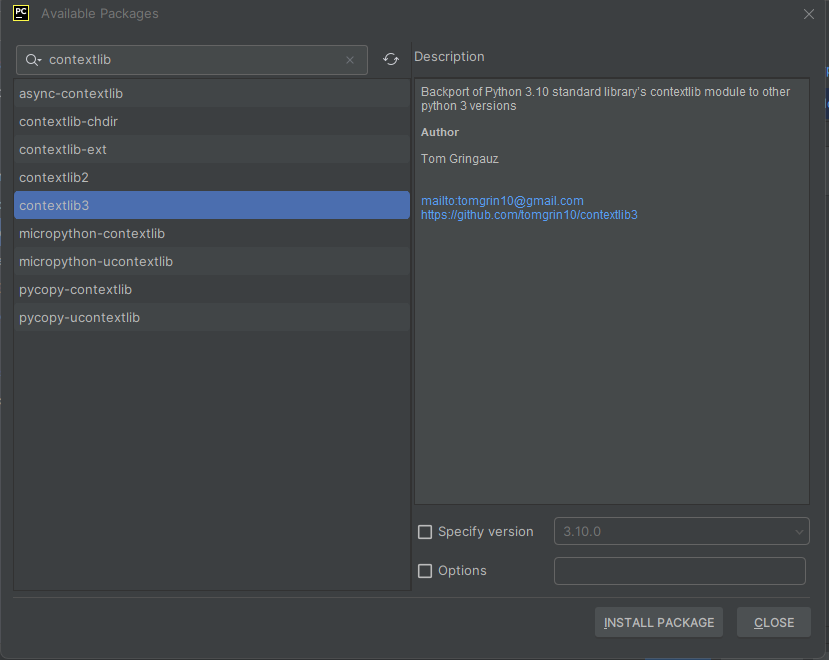 PC Available Packages
contextlib
async-contextlib
contextlib-chdir
contextlib-ext
contextlib2
contextlib3
micropython-contextlib
micropython-ucontextlib
pycopy-contextlib
pycopy-ucontextlib
Description
Backport of Python 3.10 standard library's contextlib module to other
python 3 versions
Author
Tom Gringauz
mailto:tomgrin10@gmail.com
https://github.com/tomgrin10/contextlib3
Specify version 3.10.0
Options
INSTALL PACKAGE CLOSE